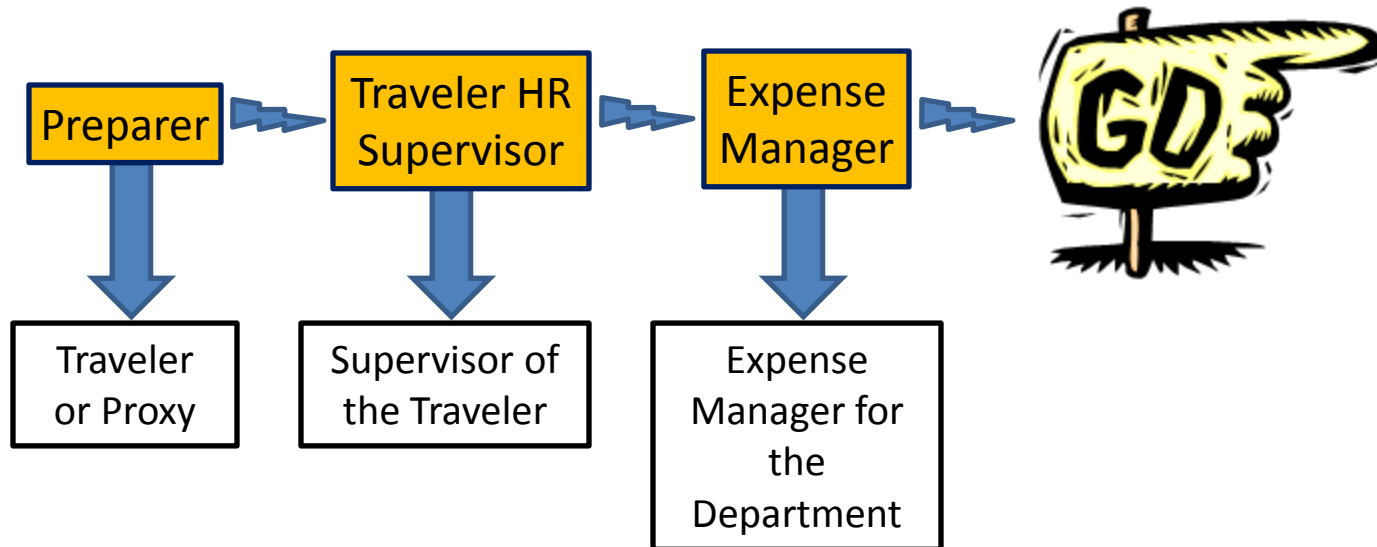 Preparer
Traveler HR
Supervisor
Expense
Manager
GO
Traveler
or Proxy
Supervisor of
the Traveler
Expense
Manager for
the
Department